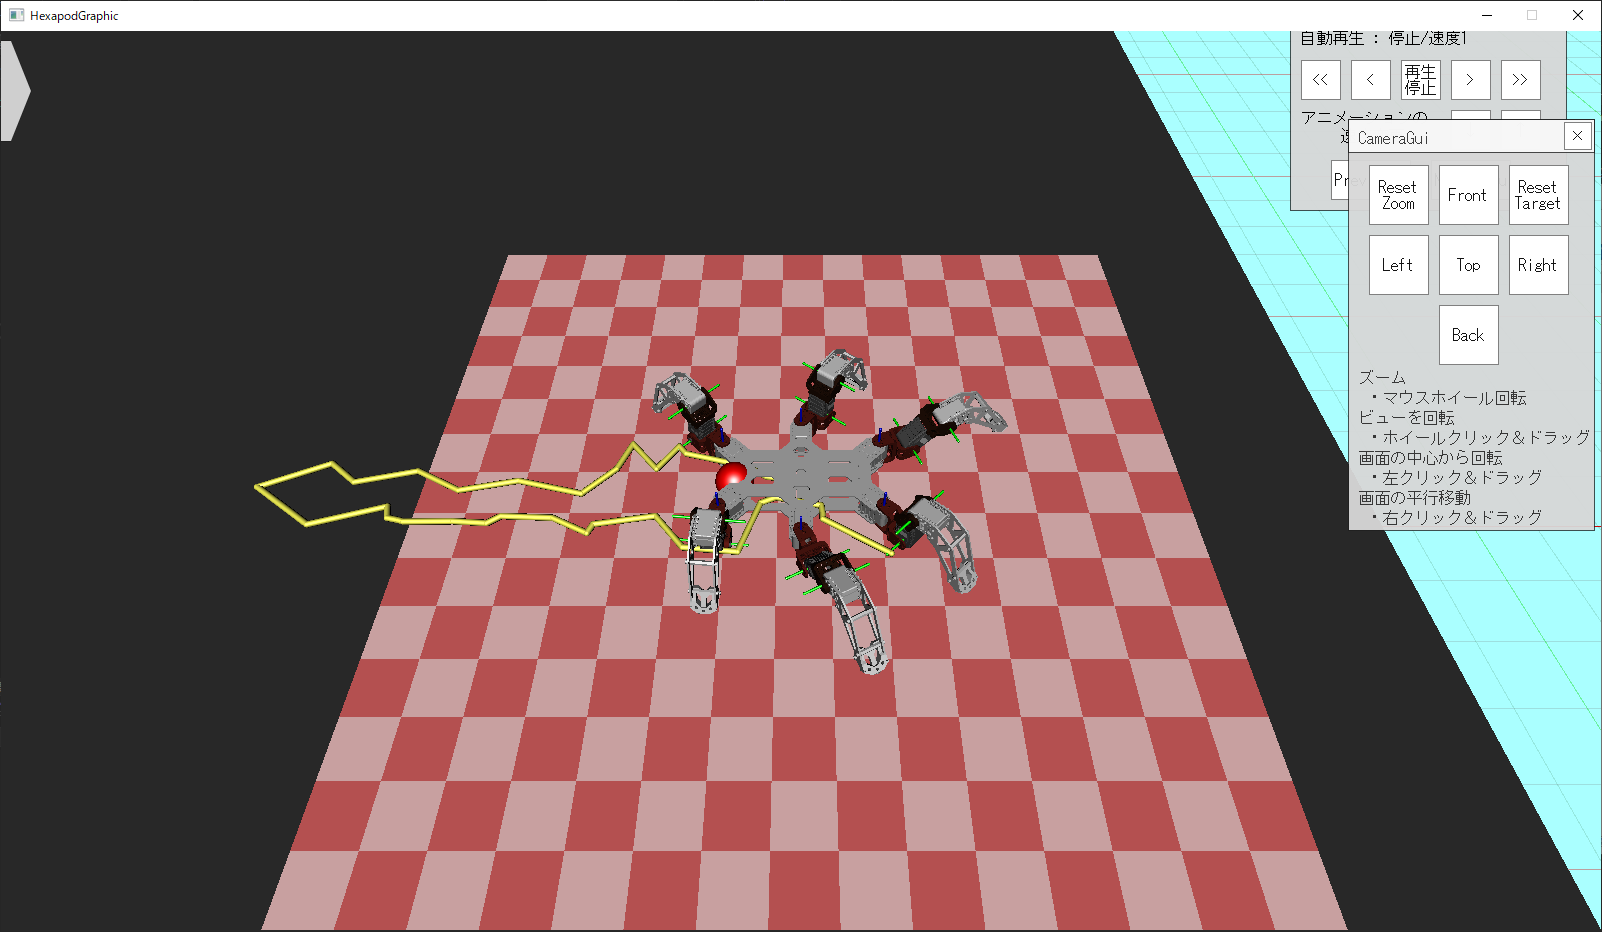 HexapodGraphic
自動再生 : 停止/速度1
<<
<
再生
停止
>
>>
アニメーションの
CameraGui
Reset
Zoom
Front
Reset
Target
Left
Top
Right
Back
ズーム
・マウスホイール回転
ビューを回転
・ホイールクリック＆ドラッグ
画面の中心から回転
・左クリック＆ドラッグ
画面の平行移動
・右クリック＆ドラッグ